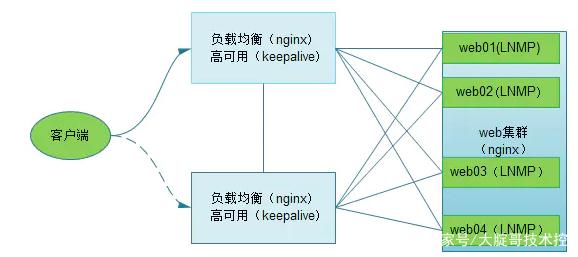 负载均衡（nginx）
高可用（keepalive）
客户端
负载均衡（nginx）
高可用（keepalive）
web01(LNMP)
web02（LNMP）
web集群
（nginx）
web03（LNMP）
web04（LNMP）
家号/大腚哥技术控